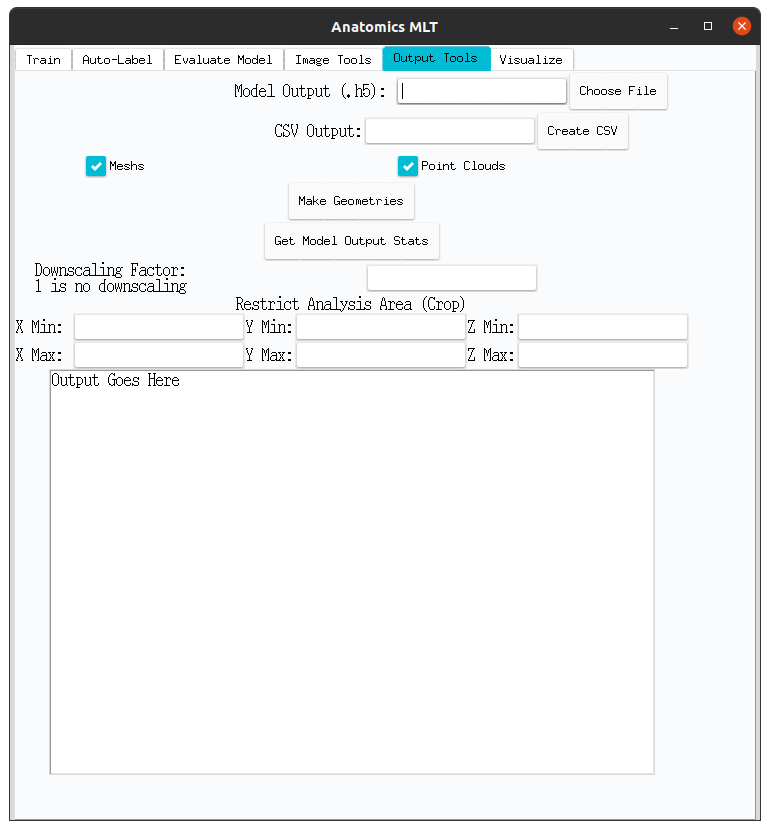 Anatomics MLT
Train Auto-Label Evaluate Model Image Tools Output Tools Visualize
Model Output (.h5): Choose File
CSV Output: Create CSV
Meshs Point Clouds
Make Geometries
Get Model Output Stats
Downscaling Factor:
1 is no downscaling
Restrict Analysis Area (Crop)
X Min: Y Min: Z Min:
X Max: Y Max: Z Max:
Output Goes Here